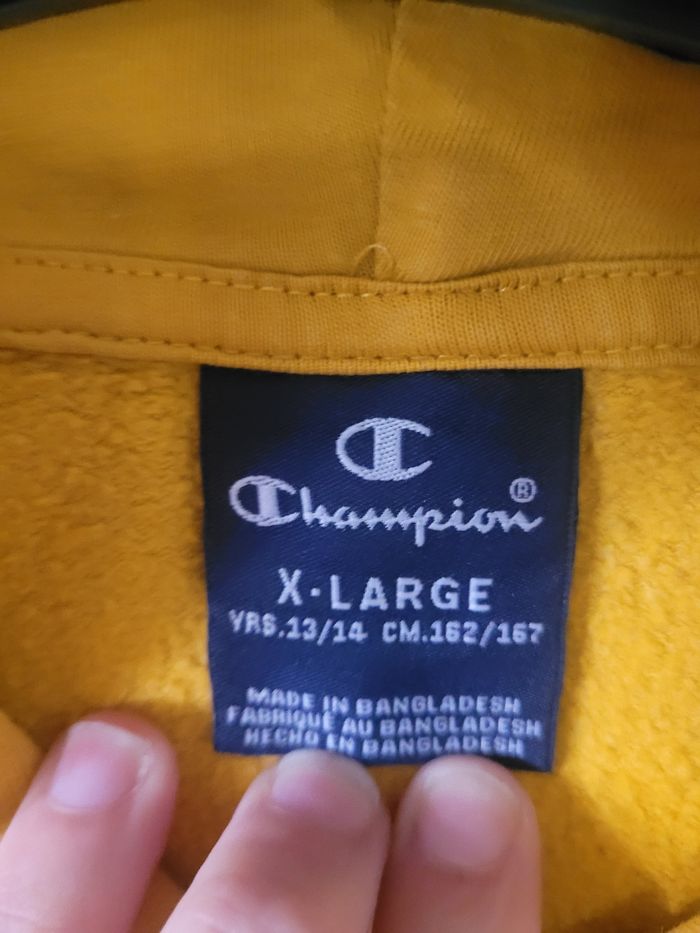 Champion®
X-LARGE
YRS.13/14 CM.162/167
MADE IN BANGLADESH
FABRIQUÉ AU BANGLADESH
HECHO EN BANGLADESH